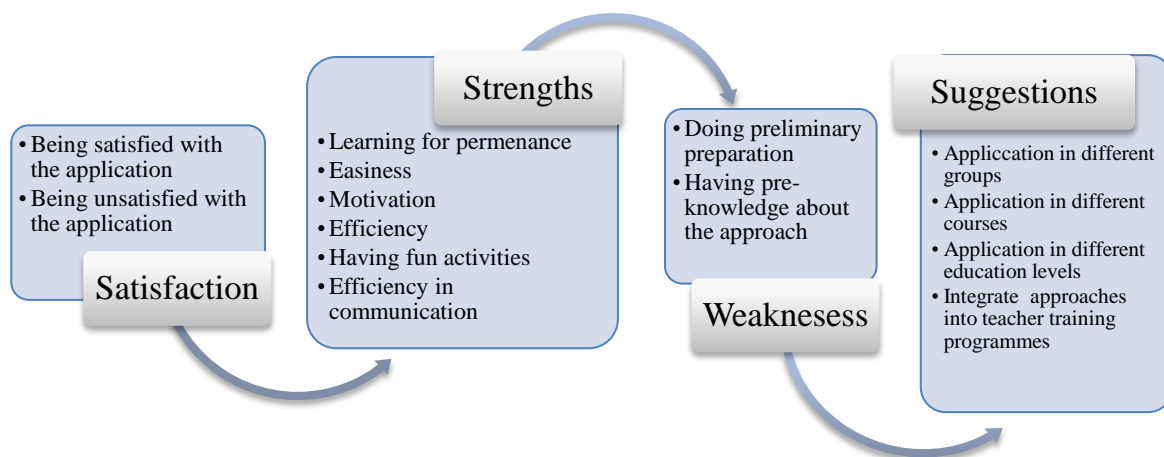 • Being satisfied with
the application
• Being unsatisfied with
the application
Satisfaction
Strengths
• Learning for permenance
• Easiness
• Motivation
• Efficiency
• Having fun activities
• Efficiency in
communication
• Doing preliminary
preparation
• Having pre-
knowledge about
the approach
Weaknesess
Suggestions
• Appliccation in different
groups
• Application in different
courses
• Application in different
education levels
• Integrate approaches
into teacher training
programmes